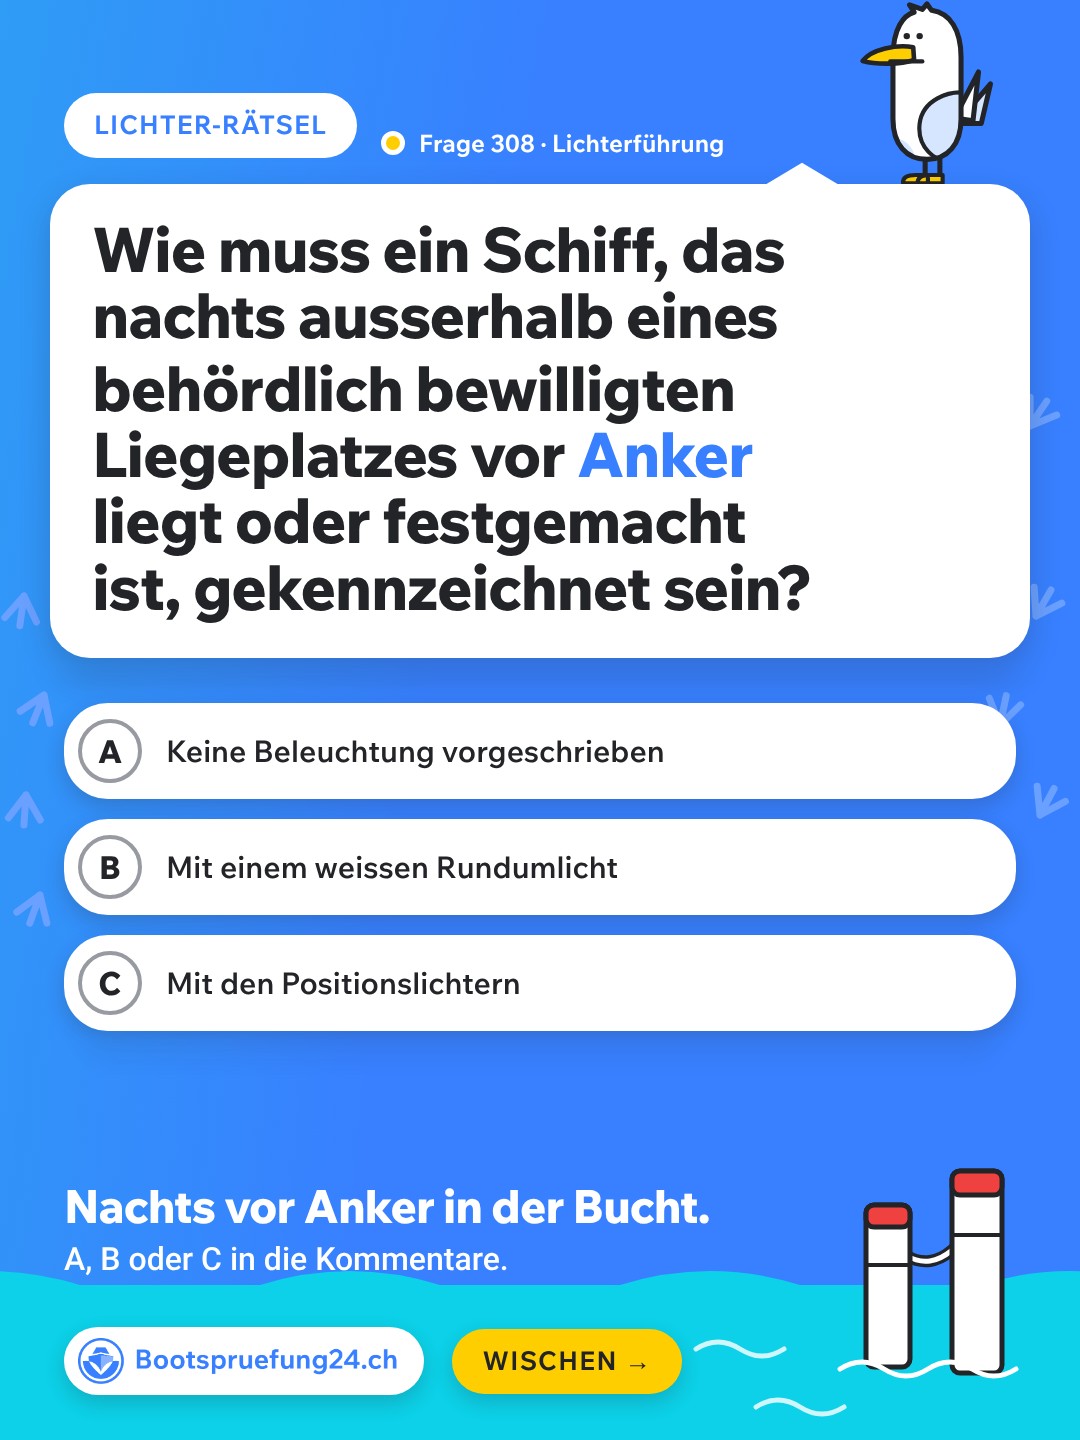 LICHTER-RÄTSEL
Frage 308 · Lichterführung
Wie muss ein Schiff, das
nachts ausserhalb eines
behördlich bewilligten
Liegeplatzes vor Anker
liegt oder festgemacht
ist, gekennzeichnet sein?
A Keine Beleuchtung vorgeschrieben
B Mit einem weissen Rundumlicht
C Mit den Positionslichtern
Nachts vor Anker in der Bucht.
A, B oder C in die Kommentare.
Bootspruefung24.ch
WISCHEN →